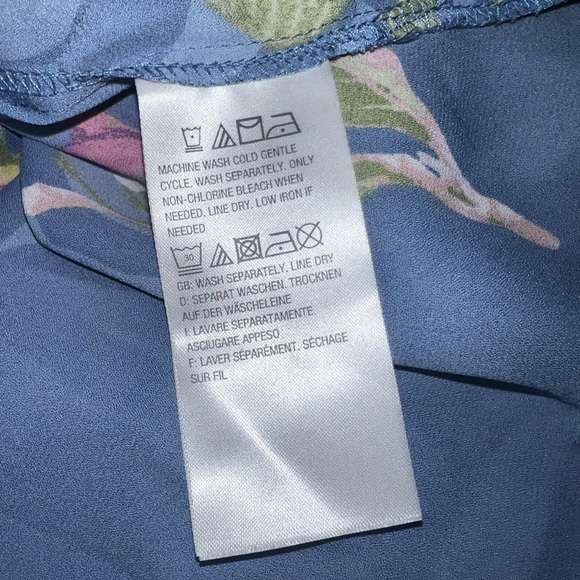 MACHINE WASH COLD GENTLE
CYCLE. WASH SEPARATELY. ONLY
NON-CHLORINE BLEACH WHEN
NEEDED. LINE DRY. LOW IRON IF
NEEDED
30
GB: WASH SEPARATELY. LINE DRY
D: SEPARAT WASCHEN. TROCKNEN
AUF DER WÄSCHELEINE
I: LAVARE SEPARATAMENTE.
ASCIUGARE APPESO
F: LAVER SÉPARÉMENT. SÉCHAGE
SUR FIL